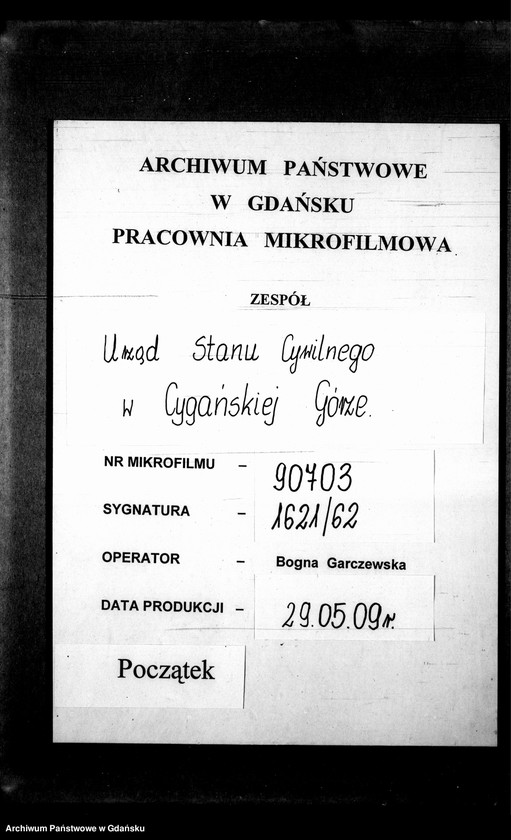 ARCHIWUM PAŃSTWOWE
W GDAŃSKU
PRACOWNIA MIKROFILMOWA
ZESPÓŁ
Urząd Stanu Cywilnego
w Cygańskiej Górze.
NR MIKROFILMU – 90703
SYGNATURA – 1621/62
OPERATOR – Bogna Garczewska
DATA PRODUKCJI – 29.05.09r.
Początek
Archiwum Państwowe w Gdańsku